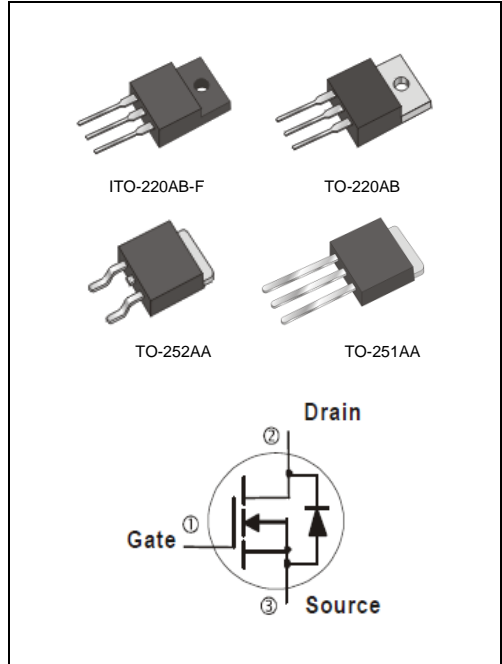 ITO-220AB-F
TO-220AB
TO-252AA
TO-251AA
Drain
②
①
Gate
③
Source